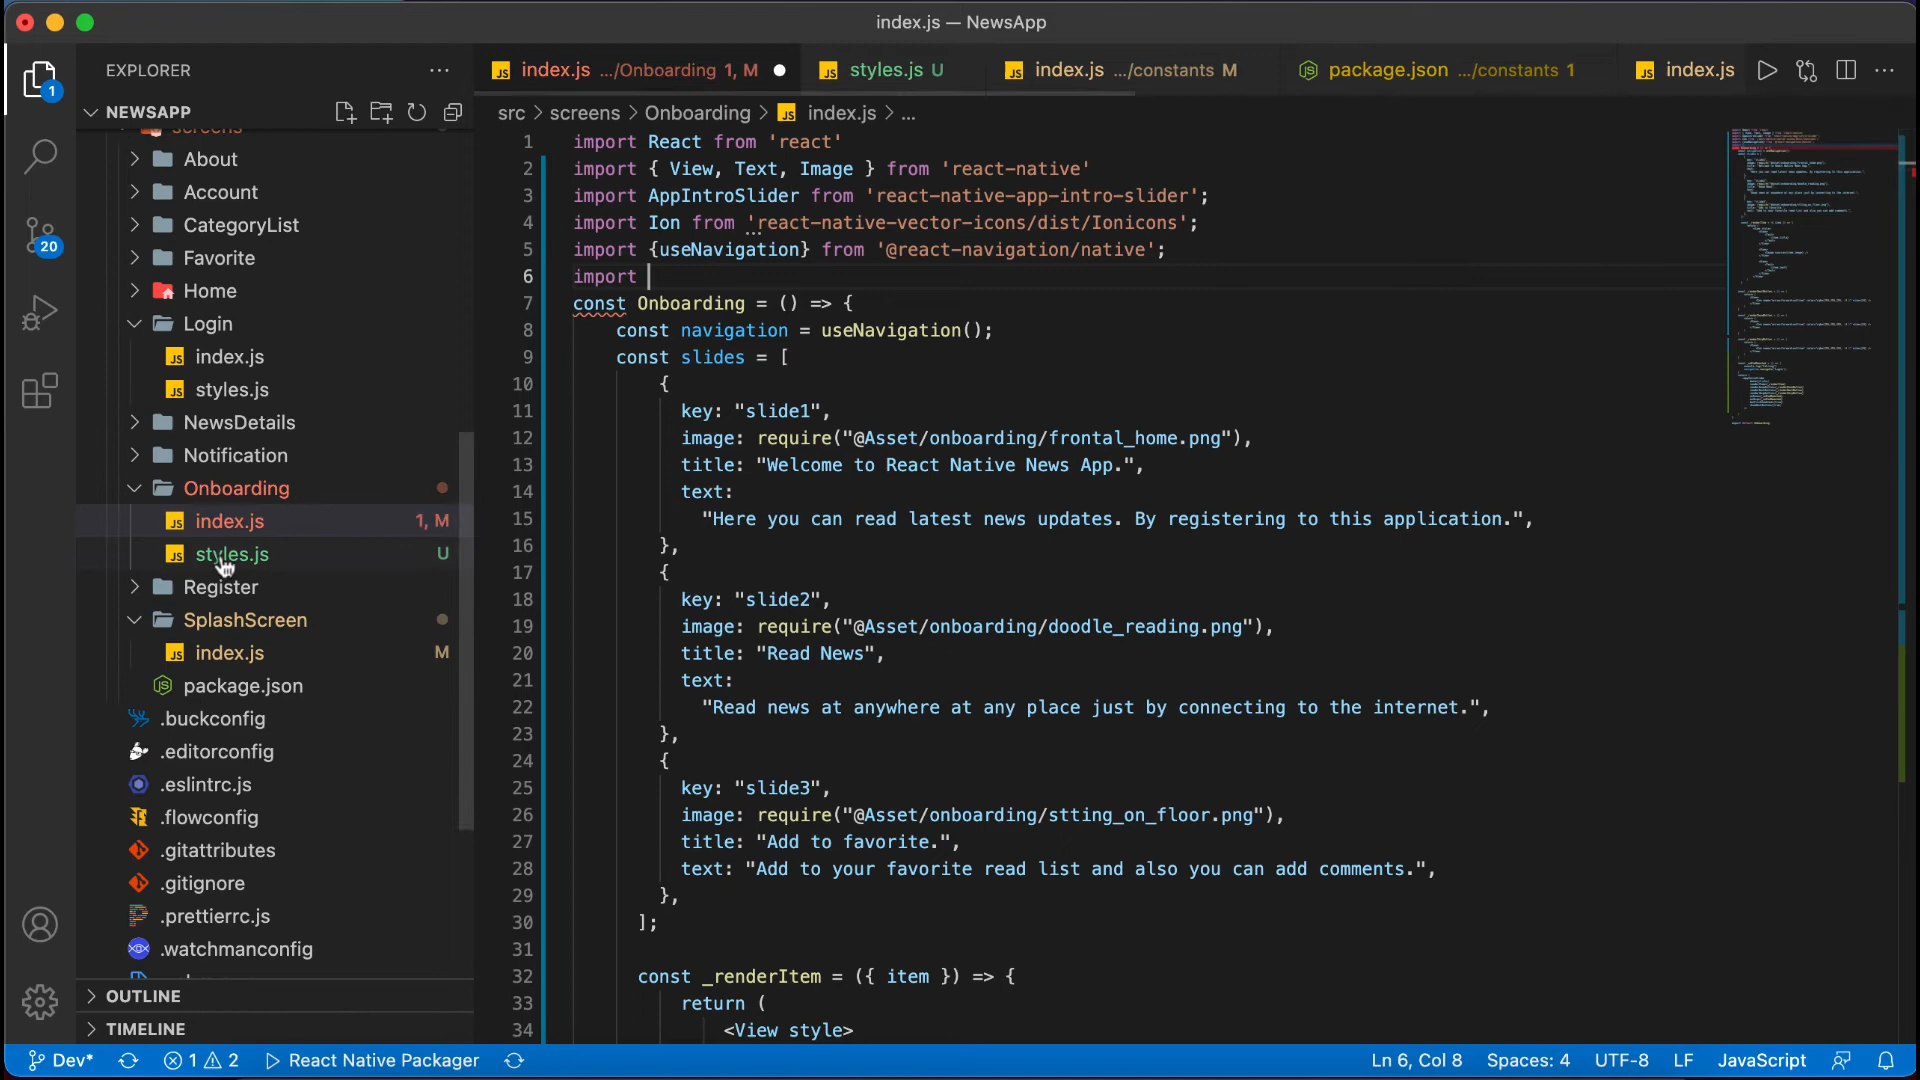 index.js — NewsApp
EXPLORER
index.js .../Onboarding 1, M
styles.js U
index.js .../constants M
package.json .../constants 1
index.js
NEWSAPP
src > screens > Onboarding > index.js > ...
screens
About
Account
CategoryList
Favorite
Home
Login
index.js
styles.js
NewsDetails
Notification
Onboarding
index.js 1, M
styles.js U
Register
SplashScreen
index.js M
package.json
.buckconfig
.editorconfig
.eslintrc.js
.flowconfig
.gitattributes
.gitignore
.prettierrc.js
.watchmanconfig
OUTLINE
TIMELINE
1
20
1 import React from 'react'
2 import { View, Text, Image } from 'react-native'
3 import AppIntroSlider from 'react-native-app-intro-slider';
4 import Ion from 'react-native-vector-icons/dist/Ionicons';
5 import {useNavigation} from '@react-navigation/native';
6 import
7 const Onboarding = () => {
8 const navigation = useNavigation();
9 const slides = [
10 {
11 key: "slide1",
12 image: require("@Asset/onboarding/frontal_home.png"),
13 title: "Welcome to React Native News App.",
14 text:
15 "Here you can read latest news updates. By registering to this application.",
16 },
17 {
18 key: "slide2",
19 image: require("@Asset/onboarding/doodle_reading.png"),
20 title: "Read News",
21 text:
22 "Read news at anywhere at any place just by connecting to the internet.",
23 },
24 {
25 key: "slide3",
26 image: require("@Asset/onboarding/stting_on_floor.png"),
27 title: "Add to favorite.",
28 text: "Add to your favorite read list and also you can add comments.",
29 },
30 ];
31
32 const _renderItem = ({ item }) => {
33 return (
34 <View style>
Dev* 1 2 React Native Packager
Ln 6, Col 8 Spaces: 4 UTF-8 LF JavaScript